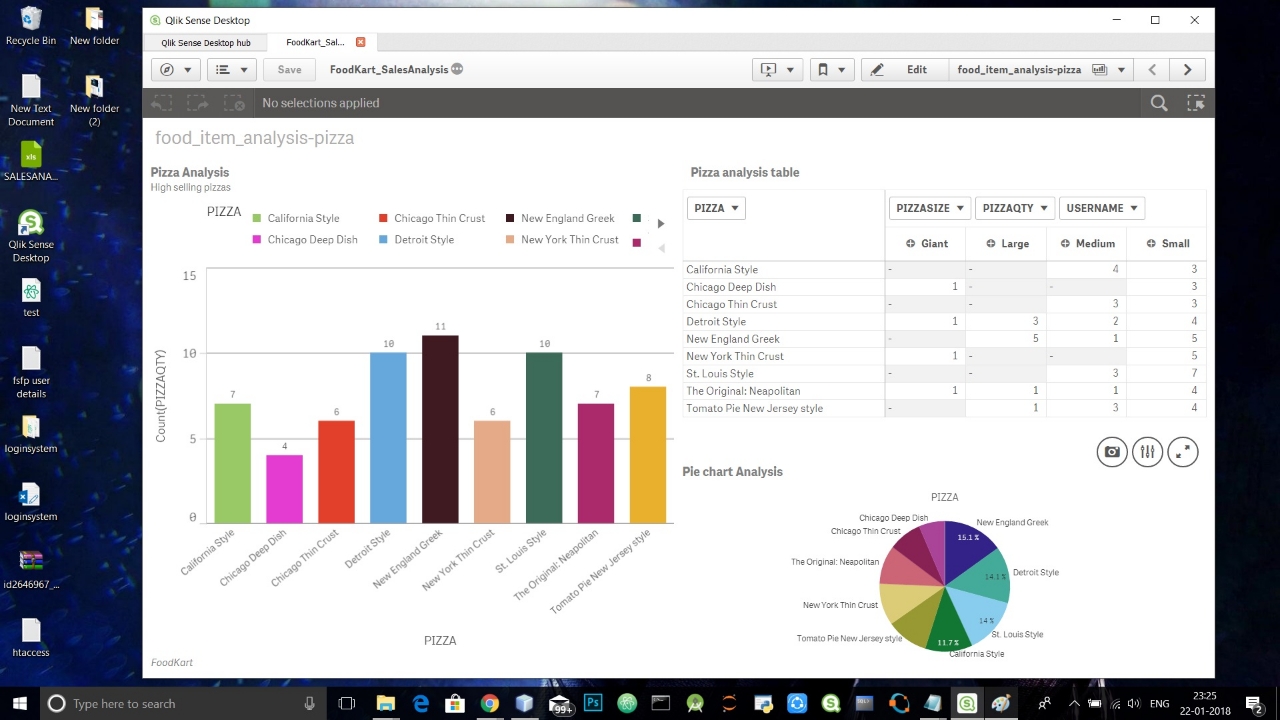 Qlik Sense Desktop
Qlik Sense Desktop hub
FoodKart_Sal...
Save
FoodKart_SalesAnalysis
Edit
food_item_analysis-pizza
No selections applied
food_item_analysis-pizza
Pizza Analysis
High selling pizzas
PIZZA
California Style
Chicago Thin Crust
New England Greek
Chicago Deep Dish
Detroit Style
New York Thin Crust
Count(PIZZAQTY)
15
10
5
0
7
4
6
10
11
6
10
7
8
California Style
Chicago Deep Dish
Chicago Thin Crust
Detroit Style
New England Greek
New York Thin Crust
St. Louis Style
The Original: Neapolitan
Tomato Pie New Jersey style
PIZZA
FoodKart
Pizza analysis table
PIZZA PIZZASIZE PIZZAQTY USERNAME
Giant Large Medium Small
California Style - - 4 3
Chicago Deep Dish 1 - - 3
Chicago Thin Crust - - 3 3
Detroit Style 1 3 2 4
New England Greek - 5 1 5
New York Thin Crust 1 - - 5
St. Louis Style - - 3 7
The Original: Neapolitan 1 1 1 4
Tomato Pie New Jersey style - 1 3 4
Pie chart Analysis
PIZZA
Chicago Deep Dish
New England Greek
Chicago Thin Crust
15.1 %
The Original: Neapolitan
Detroit Style
14.1 %
New York Thin Crust
14 %
St. Louis Style
Tomato Pie New Jersey style
11.7 %
California Style
Recycle Bin
New folder
New Text
Document
New folder
(2)
xls
SALESANA...
Qlik Sense
Desktop
test
fsfp user
details
loginsystem
loginsystem
id2646967_...
htaccess
Type here to search
99+
Ps
ENG
23:25
22-01-2018
2